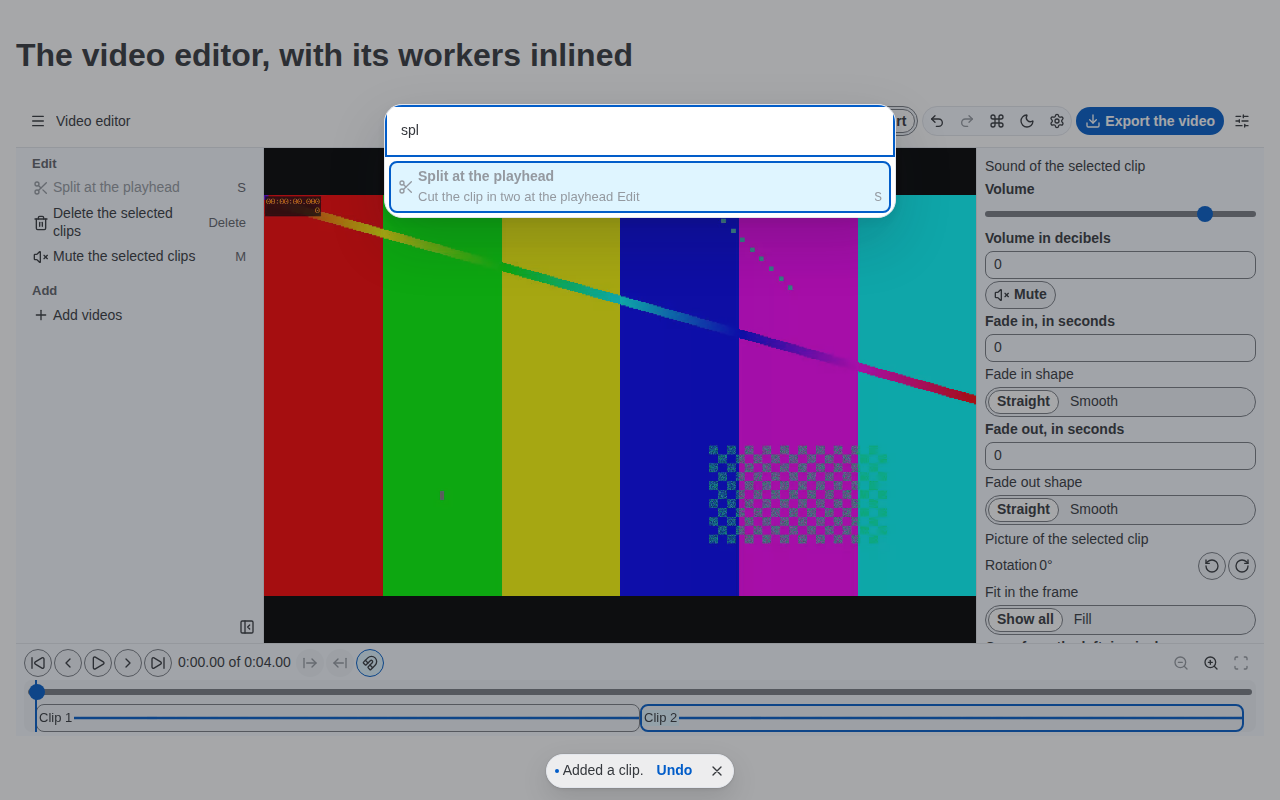 The video editor, with its workers inlined
Video editor
rt
Export the video
spl
Split at the playhead
Cut the clip in two at the playhead Edit
S
Edit
Split at the playhead
S
Delete the selected
clips
Delete
Mute the selected clips
M
Add
Add videos
00:00:00.000
0
Sound of the selected clip
Volume
Volume in decibels
0
Mute
Fade in, in seconds
0
Fade in shape
Straight Smooth
Fade out, in seconds
0
Fade out shape
Straight Smooth
Picture of the selected clip
Rotation 0°
Fit in the frame
Show all Fill
0:00.00 of 0:04.00
Clip 1
Clip 2
Added a clip. Undo